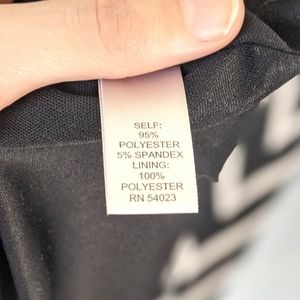 SELF:
95%
POLYESTER
5% SPANDEX
LINING:
100%
POLYESTER
RN 54023